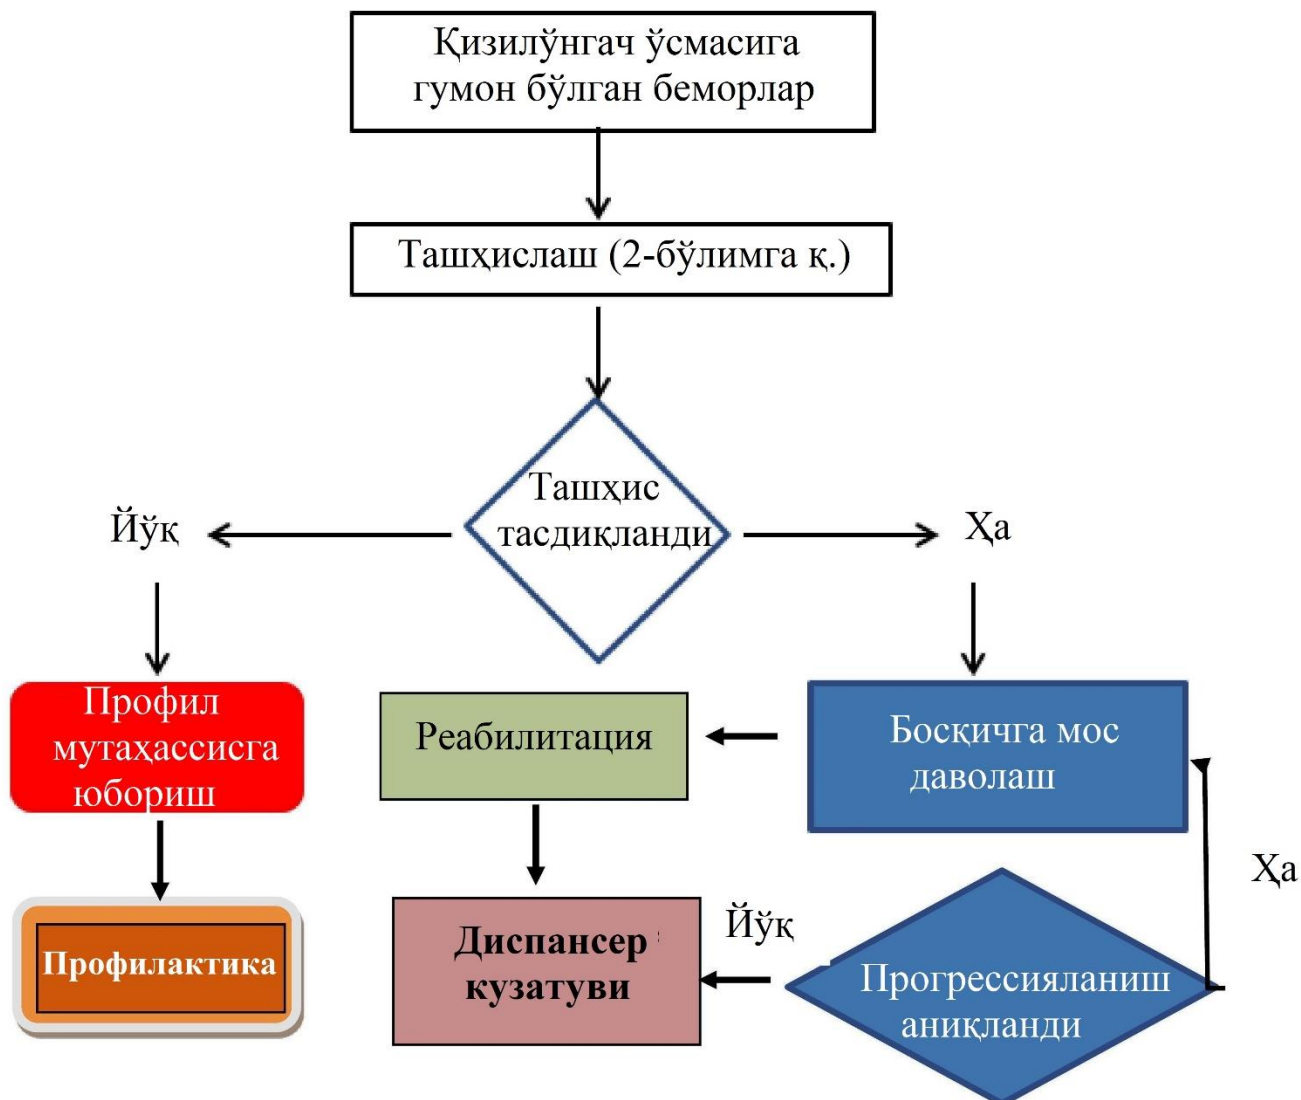 Қизилўнгач ўсмасига
гумон бўлган беморлар
Ташҳислаш (2-бўлимга қ.)
Ташҳис
тасдиқланди
Йўқ
Ҳа
Профил
мутаҳассисга
юбориш
Реабилитация
Босқичга мос
даволаш
Ҳа
Профилактика
Диспансер
кузатуви
Йўқ
Прогрессияланиш
аниқланди